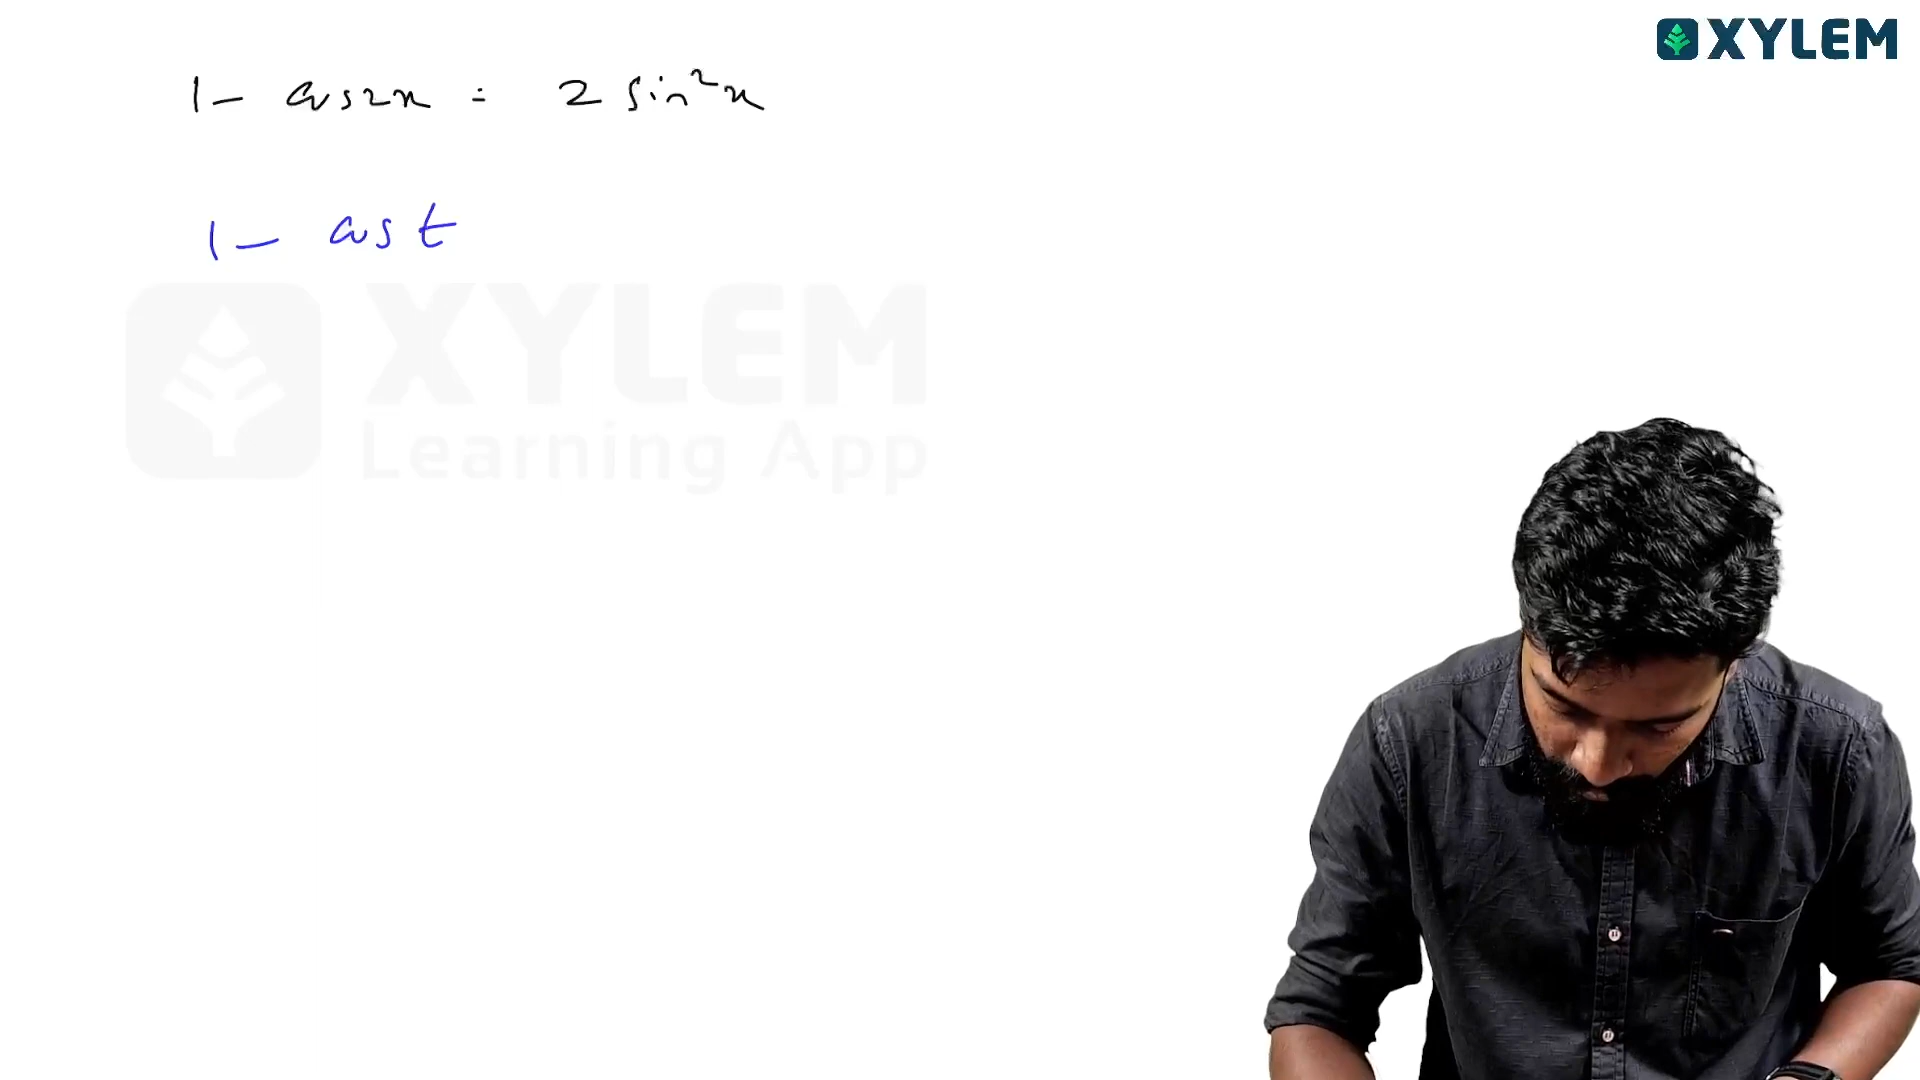 XYLEM
1 - cos2x = 2 sin²x
1 - cos t
XYLEM
Learning App